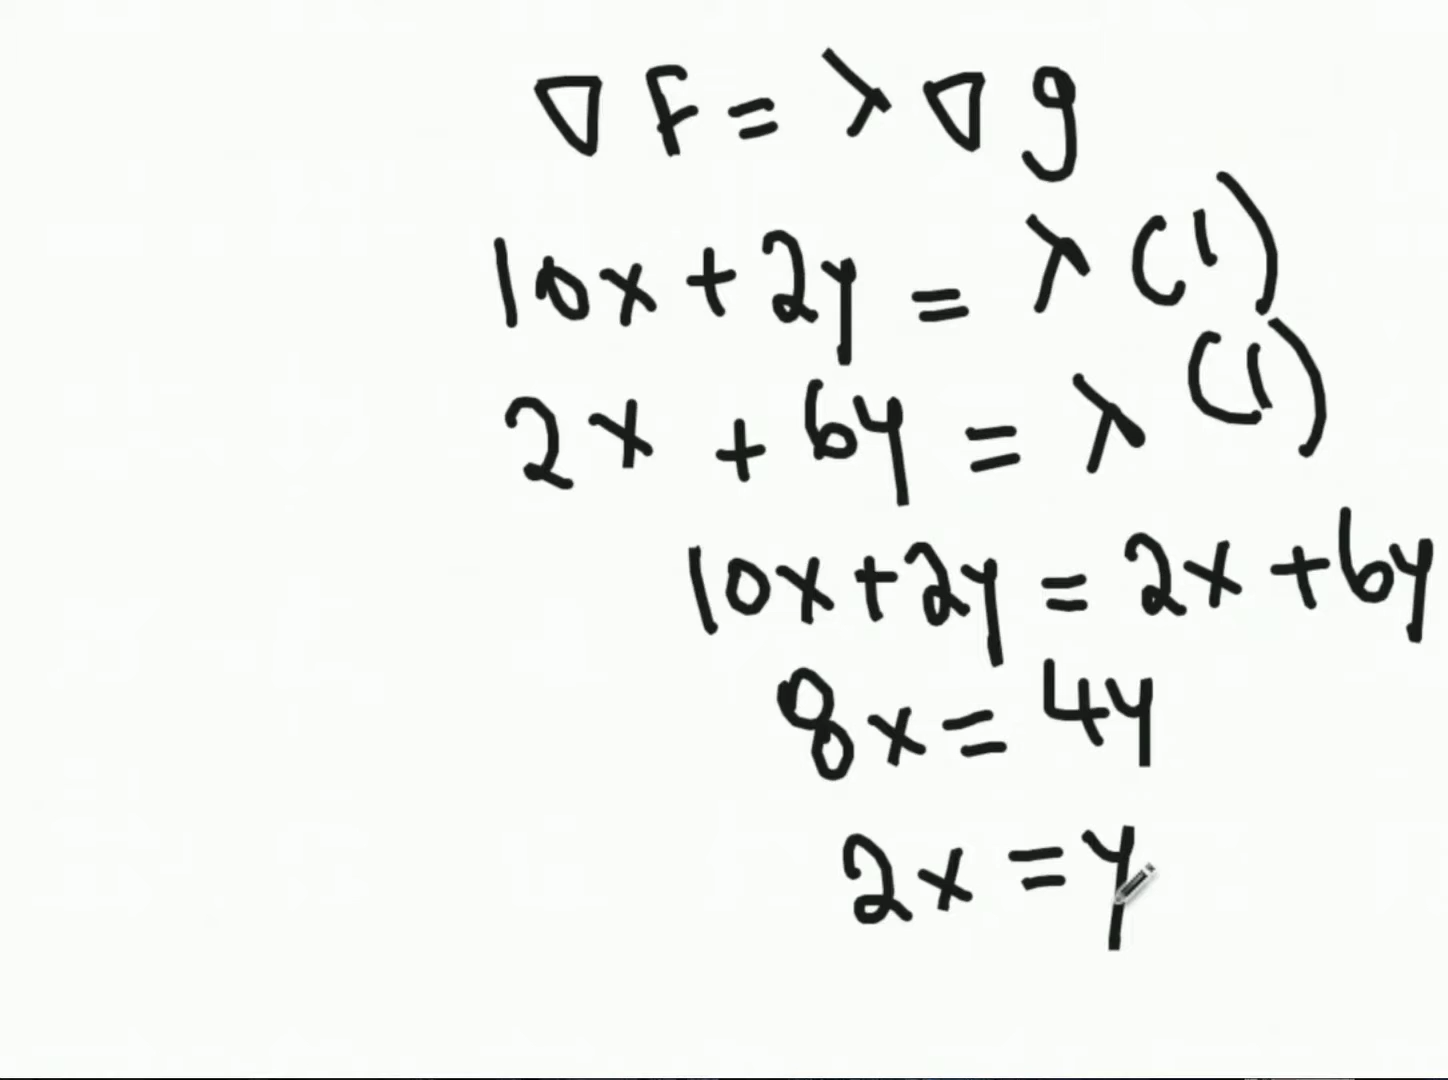 ∇F = λ∇g
10x + 2y = λ(1)
2x + 6y = λ(1)
10x + 2y = 2x + 6y
8x = 4y
2x = y